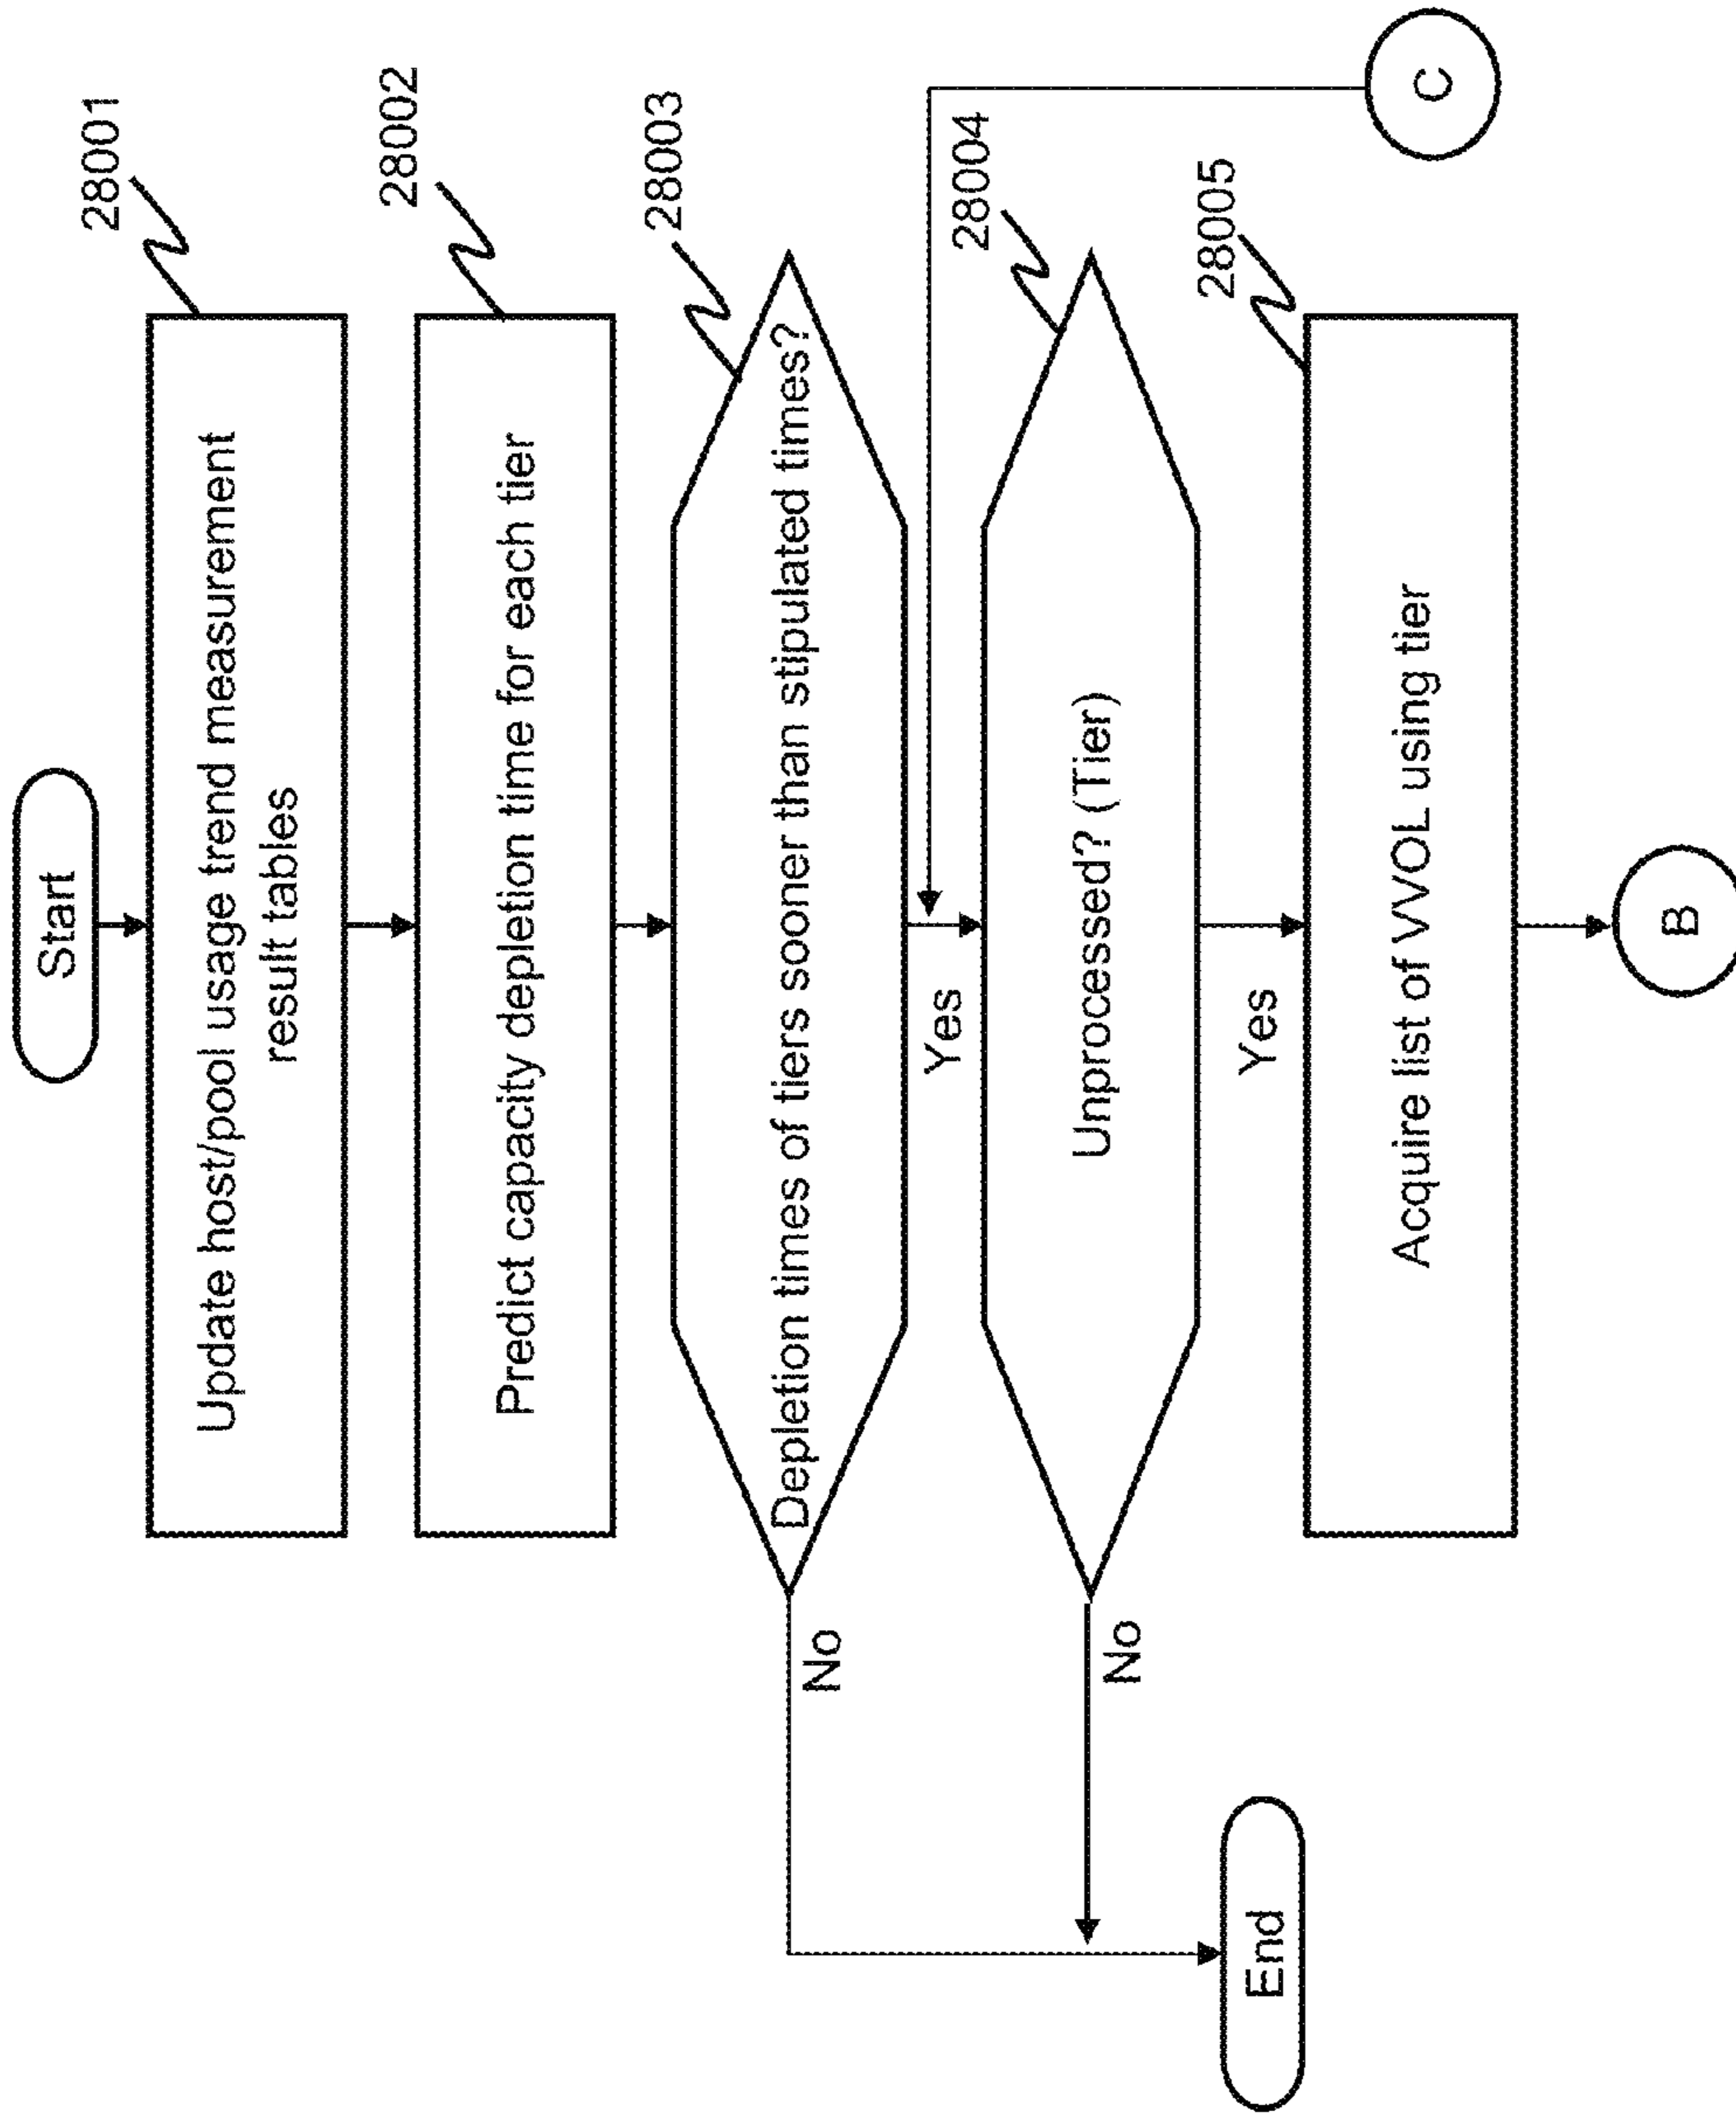 Start
28001
Update host/pool usage trend measurement
result tables
28002
Predict capacity depletion time for each tier
28003
Depletion times of tiers sooner than stipulated times?
No
Yes
C
28004
Unprocessed? (Tier)
No
Yes
28005
Acquire list of VVOL using tier
End
B